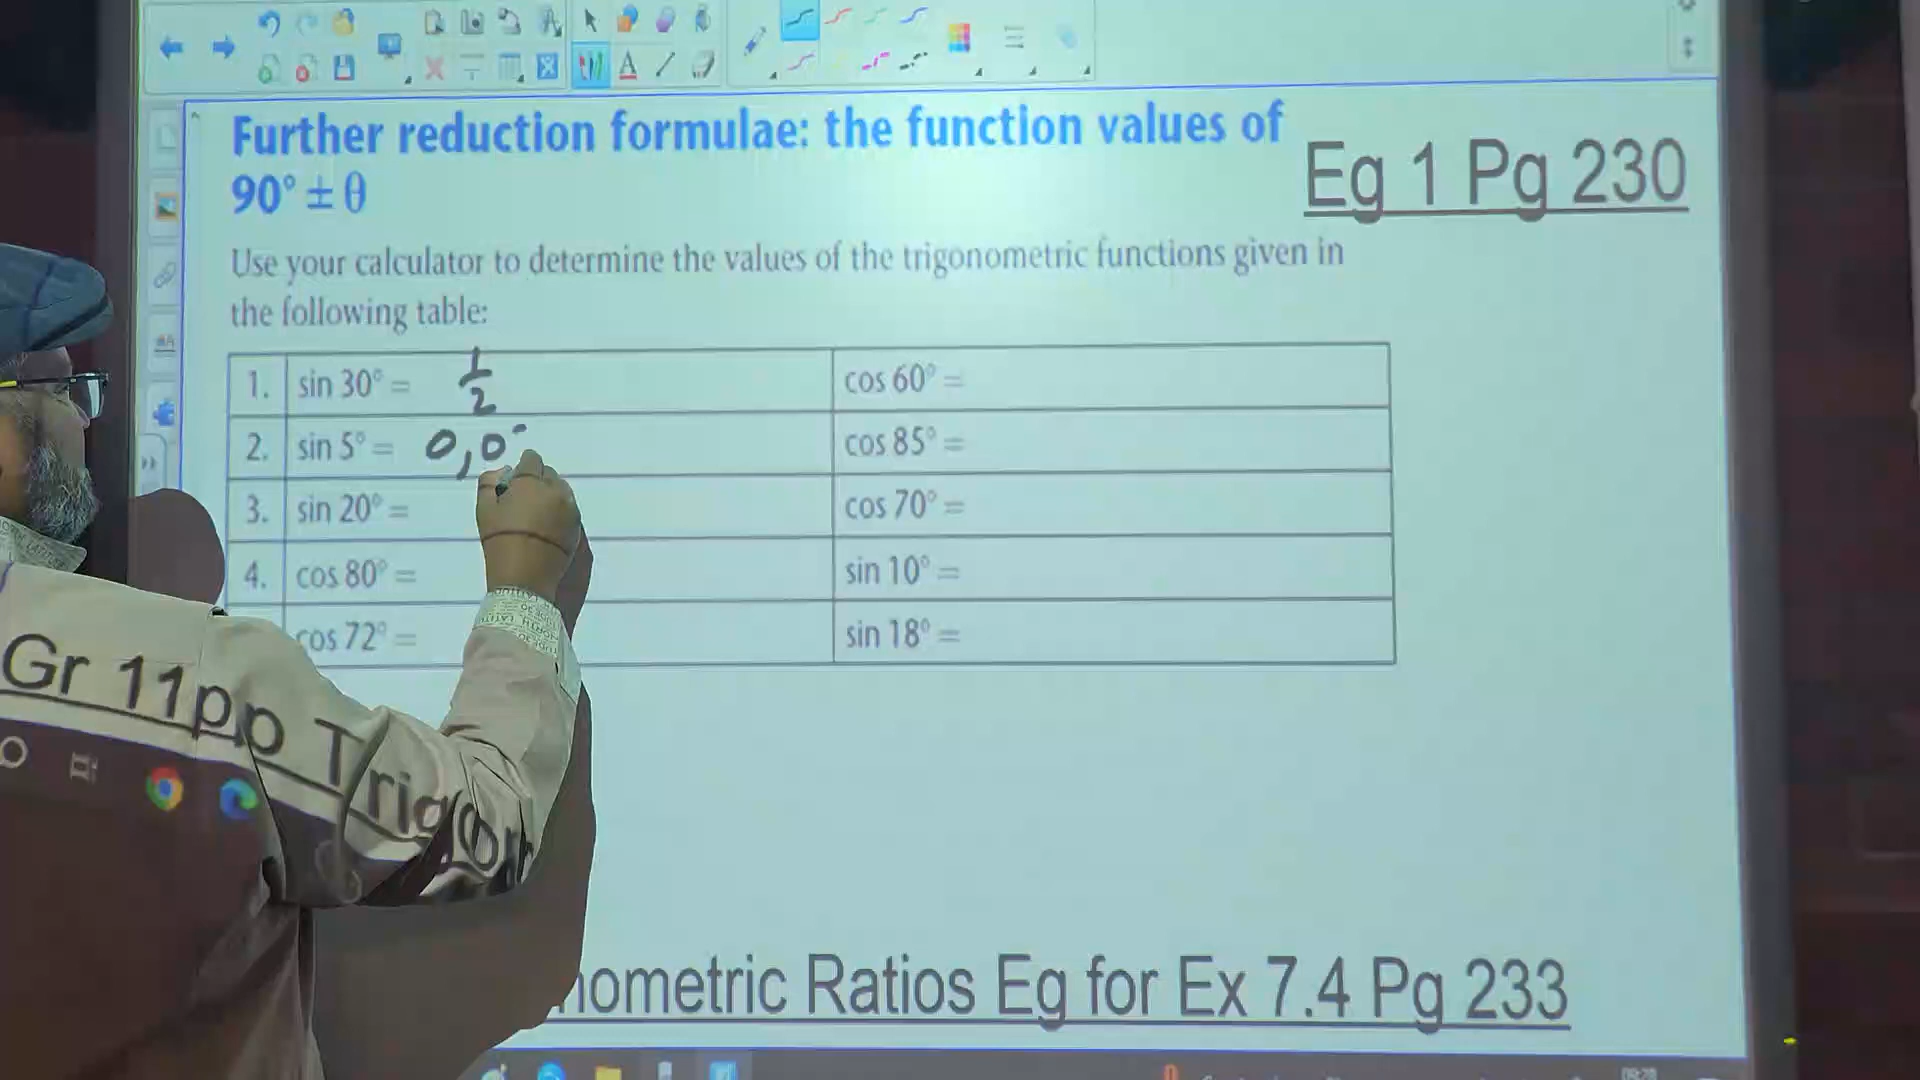 Further reduction formulae: the function values of
90° ± θ
Eg 1 Pg 230
Use your calculator to determine the values of the trigonometric functions given in
the following table:
1. sin 30° = 1/2 cos 60° =
2. sin 5° = 0,0 cos 85° =
3. sin 20° = cos 70° =
4. cos 80° = sin 10° =
cos 72° = sin 18° =
Gr 11pp Trigon
nometric Ratios Eg for Ex 7.4 Pg 233